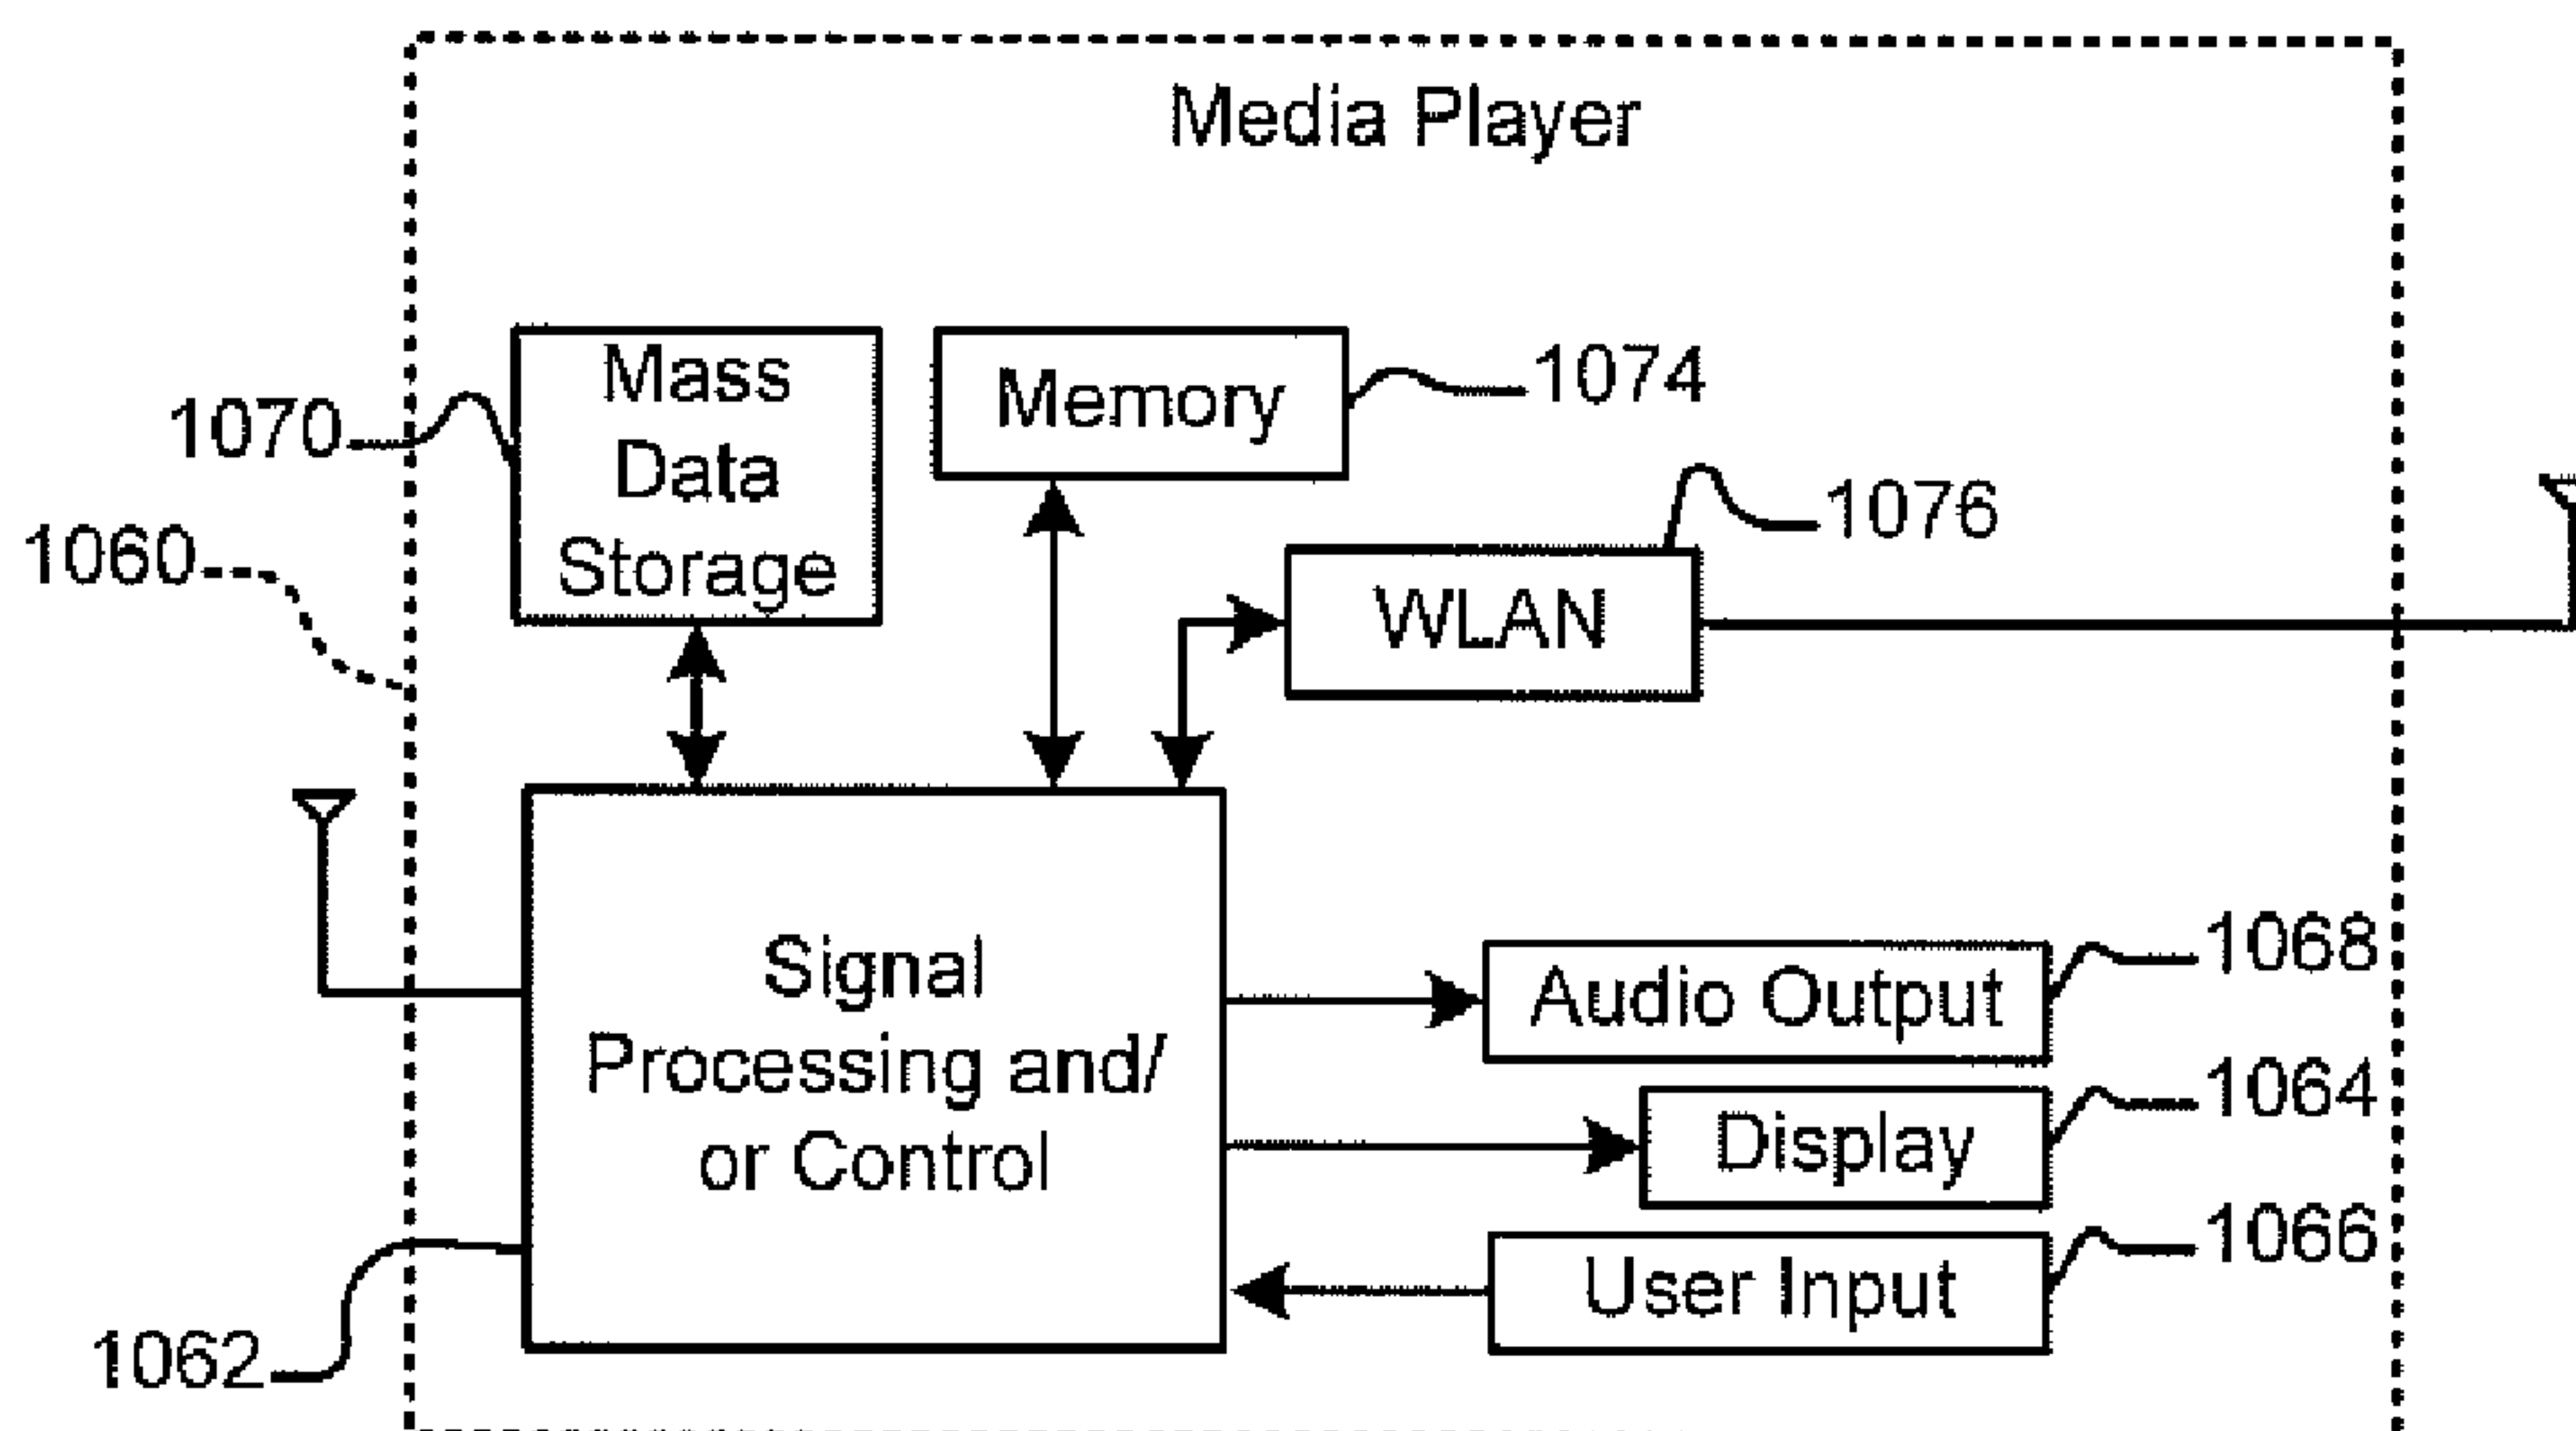 Media Player
Mass
Data
Storage
1070
Memory
1074
1060
WLAN
1076
Signal
Processing and/
or Control
1062
Audio Output
1068
Display
1064
User Input
1066